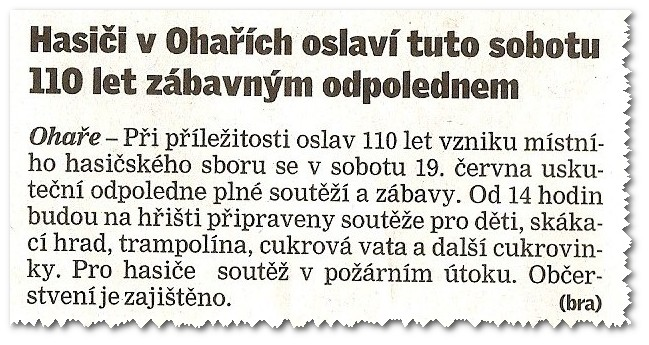 Hasiči v Ohařích oslaví tuto sobotu
110 let zábavným odpolednem
Ohaře – Při příležitosti oslav 110 let vzniku místní-
ho hasičského sboru se v sobotu 19. června usku-
teční odpoledne plné soutěží a zábavy. Od 14 hodin
budou na hřišti připraveny soutěže pro děti, skáka-
cí hrad, trampolína, cukrová vata a další cukrovin-
ky. Pro hasiče soutěž v požárním útoku. Občer-
stvení je zajištěno.
(bra)